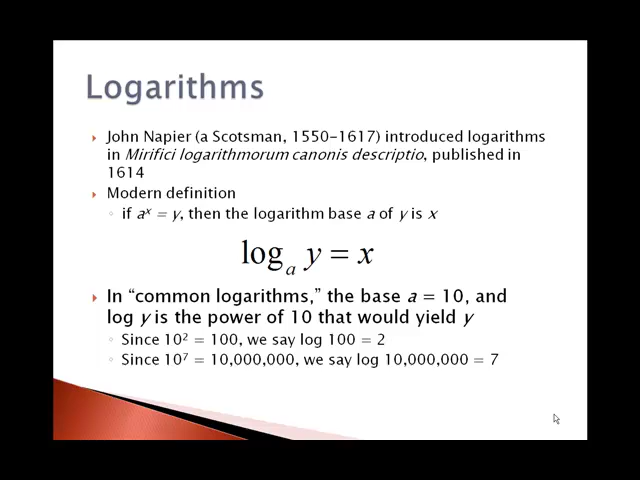 Logarithms
John Napier (a Scotsman, 1550-1617) introduced logarithms
in Mirifici logarithmorum canonis descriptio, published in
1614
Modern definition
if aˣ = y, then the logarithm base a of y is x
logₐ y = x
In “common logarithms,” the base a = 10, and
log y is the power of 10 that would yield y
Since 10² = 100, we say log 100 = 2
Since 10⁷ = 10,000,000, we say log 10,000,000 = 7